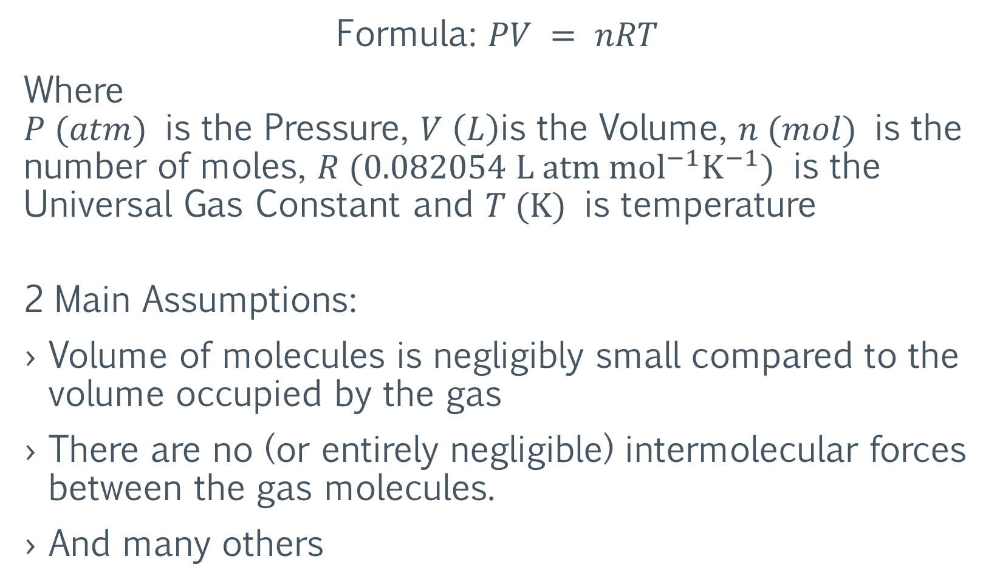 Formula: PV = nRT
Where
P (atm) is the Pressure, V (L)is the Volume, n (mol) is the
number of moles, R (0.082054 L atm mol⁻¹K⁻¹) is the
Universal Gas Constant and T (K) is temperature
2 Main Assumptions:
› Volume of molecules is negligibly small compared to the
volume occupied by the gas
› There are no (or entirely negligible) intermolecular forces
between the gas molecules.
› And many others